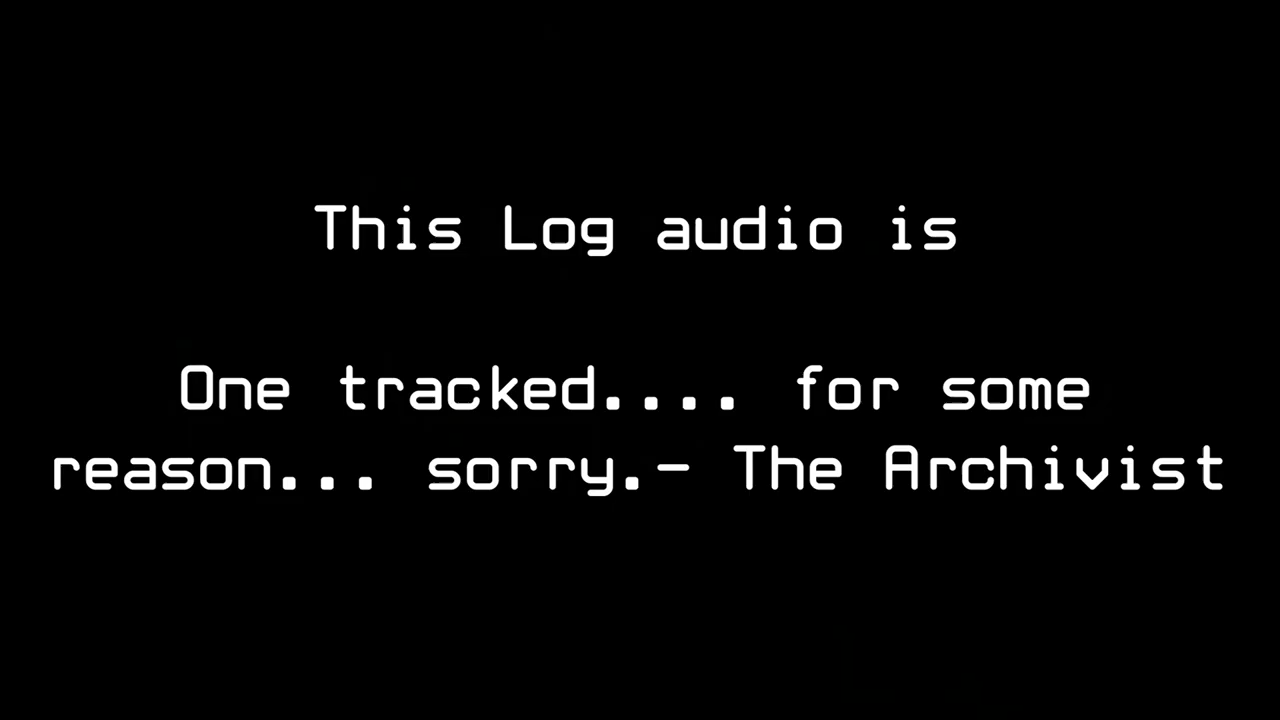 This Log audio is
One tracked.... for some
reason... sorry.- The Archivist